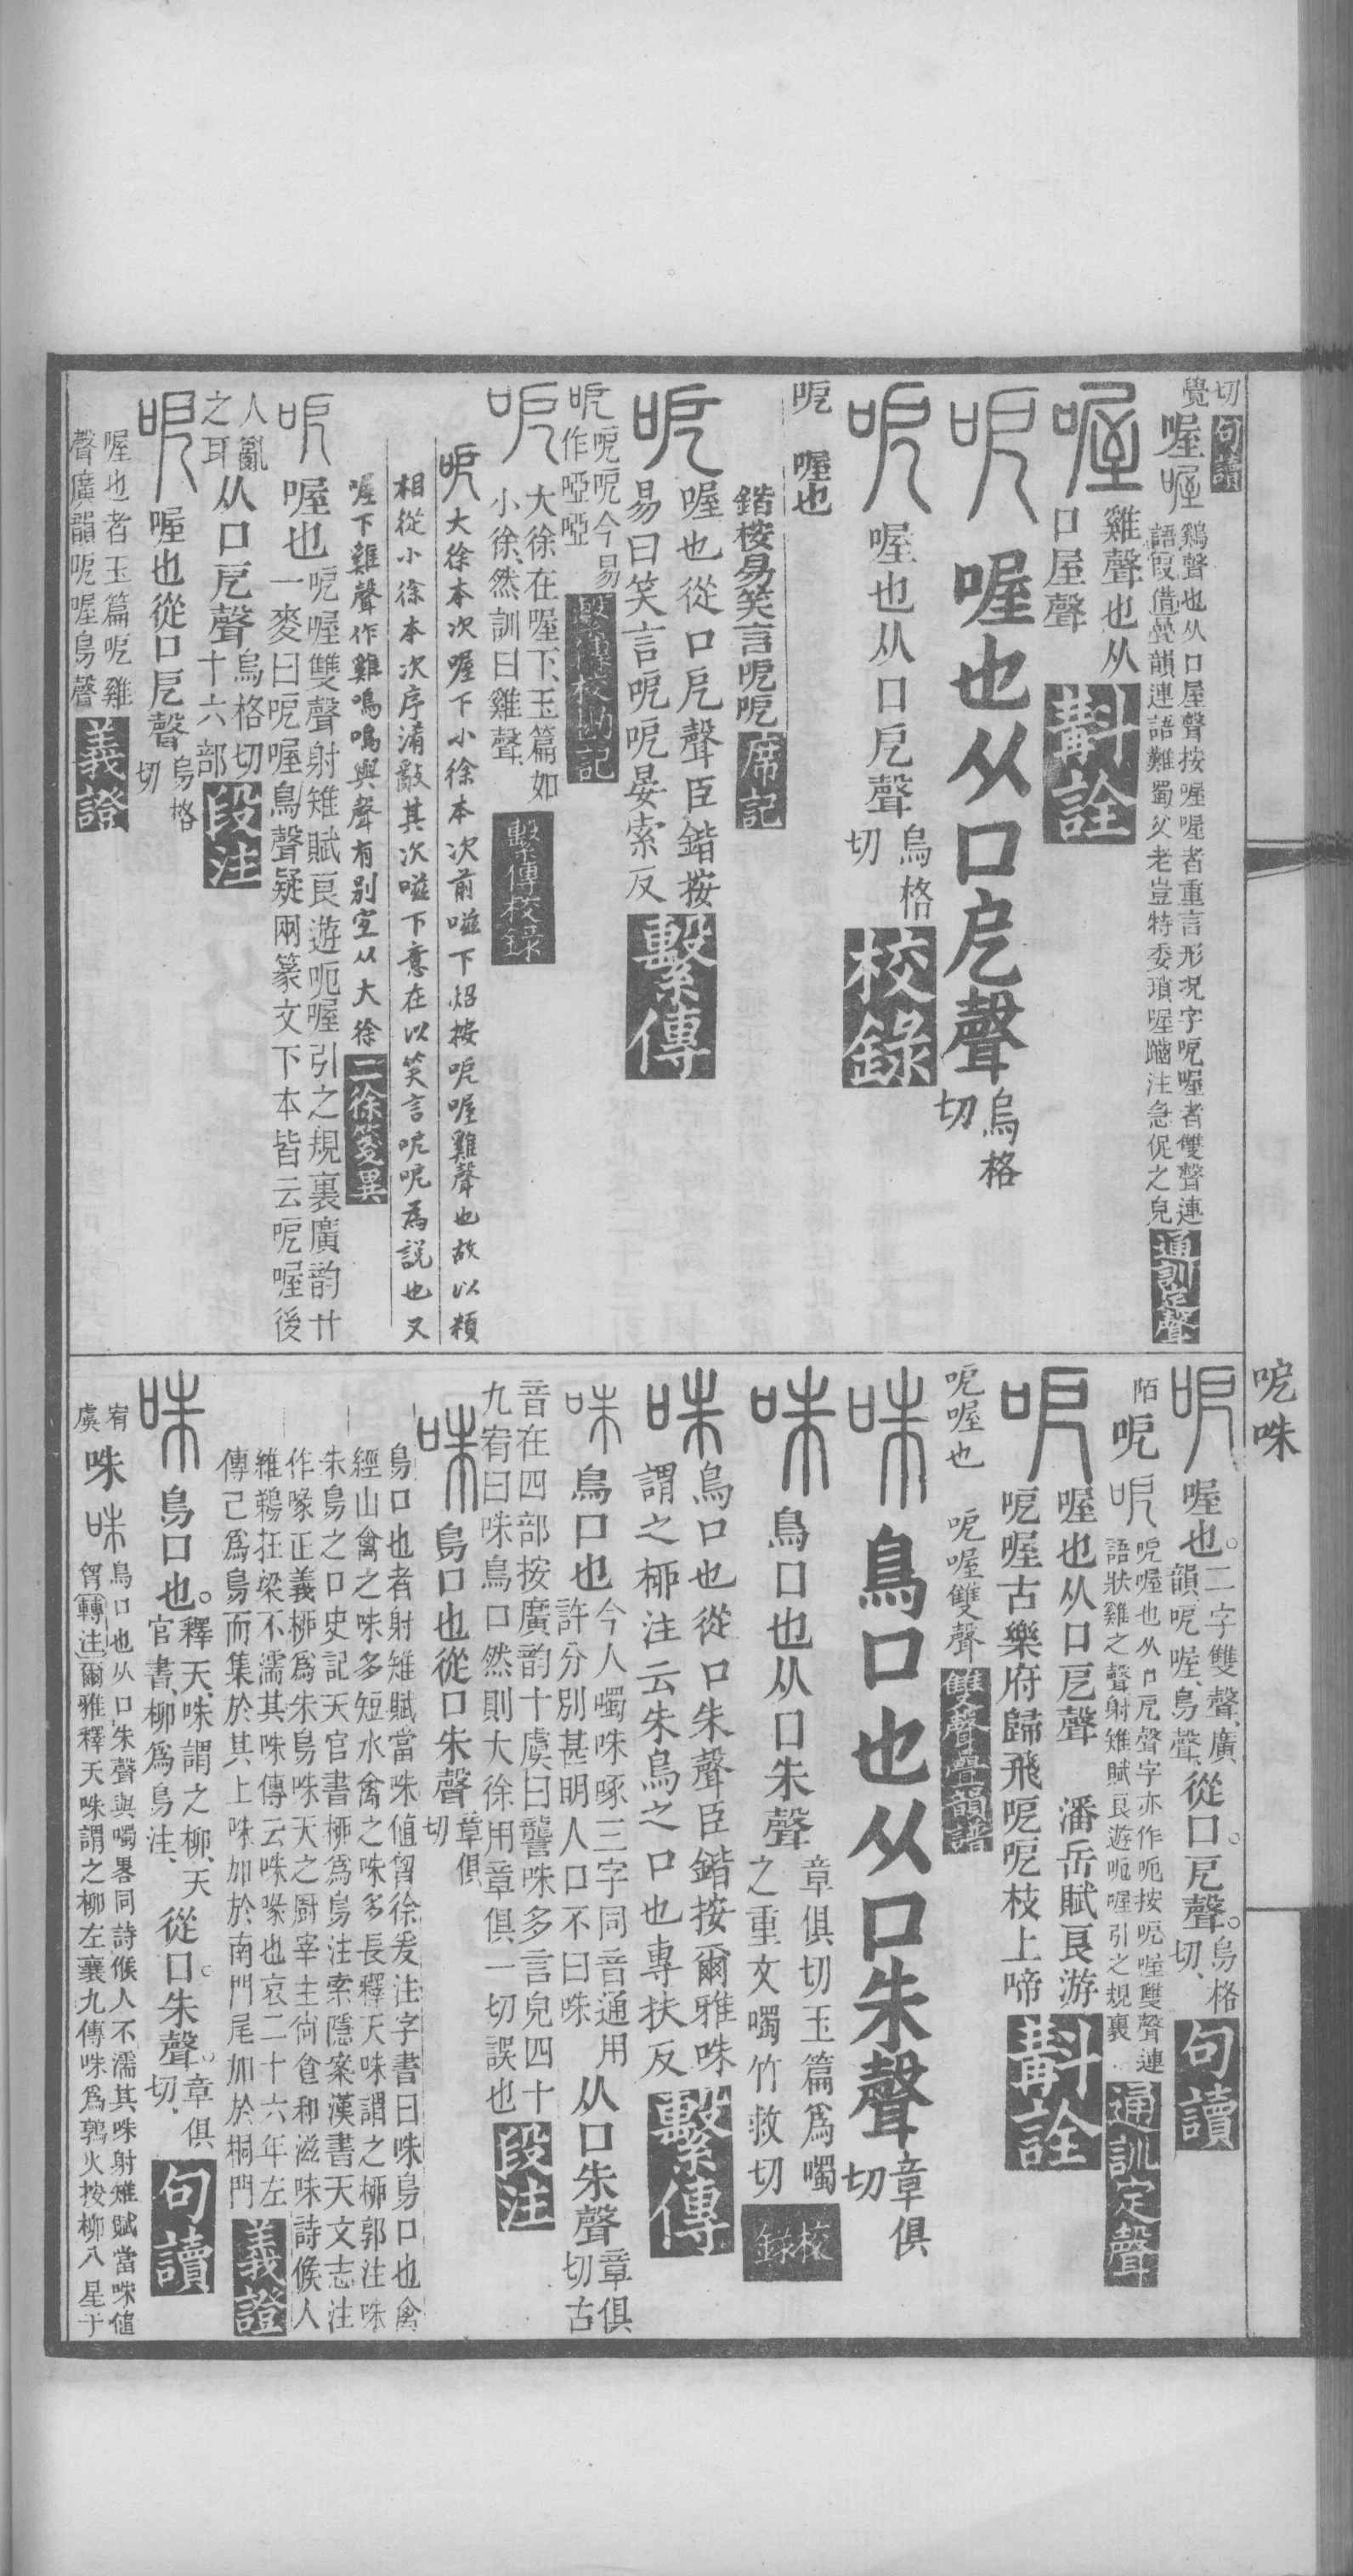 切 句讀
覺
喔 喔 鷄聲也从口屋聲按喔喔者重言形況字呝喔者雙聲連
語叚借疊韻連語難蜀父老豈特委瑣喔齷注急促之皃 通訓定聲
喔 雞聲也从
口屋聲 斠詮
呝 喔也从口戹聲 烏格
切
呝 喔也从口戹聲 烏格
切 校錄
呝 喔也
鍇桉易笑言呝呝 席記
呝 喔也從口戹聲臣鍇按
易曰笑言呝呝晏索反 繫傳
呝 呝呝今易
作啞啞 繫傳校勘記
呝 大徐在喔下玉篇如
小徐然訓曰雞聲 繫傳校錄
呝 大徐本次喔下小徐本次前嗞下炤桉呝喔雞聲也故以類
相從小徐本次序淆厹其次嗞下意在以笑言呝呝為說也又
喔下雞聲作雞鳴鳴與聲有別空从大徐 二徐箋異
呝 喔也 呝喔雙聲射雉賦良遊呃喔引之規裏廣韵廿
一麥曰呝喔鳥聲疑兩篆文下本皆云呝喔後
人亂
之耳 从口戹聲 烏格切
十六部 段注
呝 喔也從口戹聲 烏格
切
喔也者玉篇呝雞
聲廣韻呝喔鳥聲 義證
呝咮
呝 喔也 二字雙聲廣
韻呝喔鳥聲 從口戹聲 烏格
切 句讀
陌 呝 呝 呝喔也从口戹聲字亦作呃按呃喔雙聲連
語狀雞之聲射雉賦良遊呃喔引之規裏 通訓定聲
呝 喔也从口戹聲 潘岳賦良游
呝喔古樂府歸飛呝呝枝上啼 斠詮
呝喔也 呝喔雙聲 雙聲疊韻譜
咮 鳥口也从口朱聲 章俱
切
咮 鳥口也从口朱聲 章俱切玉篇爲噣
之重文噣竹救切 校錄
咮 鳥口也從口朱聲臣鍇按爾雅咮
謂之栁注云朱鳥之口也專扶反 繫傳
咮 鳥口也 今人噣咮啄三字同音通用
許分別甚明人口不曰咮 从口朱聲 章俱
切古
音在四部按廣韵十虞曰讋咮多言皃四十
九宥曰咮鳥口然則大徐用章俱一切誤也 段注
咮 鳥口也從口朱聲 章俱
切
鳥口也者射雉賦當咮値胷徐爰注字書曰咮鳥口也禽
經山禽之咮多短水禽之咮多長釋天咮謂之栁郭注咮
朱鳥之口史記天官書栁爲鳥注索隱案漢書天文志注
作喙正義栁爲朱鳥咮天之厨宰主尙食和滋味詩候人
維鵜在梁不濡其咮傳云咮喙也哀二十六年左
傳己爲鳥而集於其上咮加於南門尾加於桐門 義證
咮 鳥口也 釋天咮謂之柳天
官書柳爲鳥注 從口朱聲 章俱
切 句讀
宥
虞 咮 咮 鳥口也从口朱聲與噣畧同詩候人不濡其咮射雉賦當咮値
胷 轉注 爾雅釋天咮謂之柳左襄九傳咮爲鶉火按柳八星于